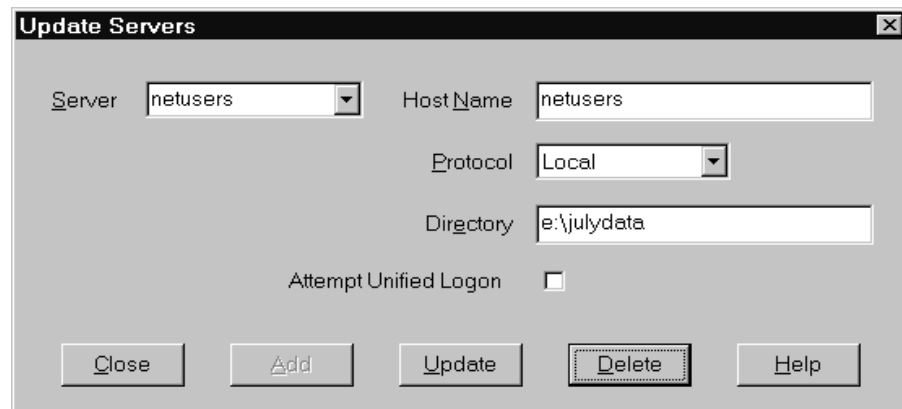 Update Servers
Server netusers Host Name netusers
Protocol Local
Directory e:\julydata
Attempt Unified Logon
Close Add Update Delete Help